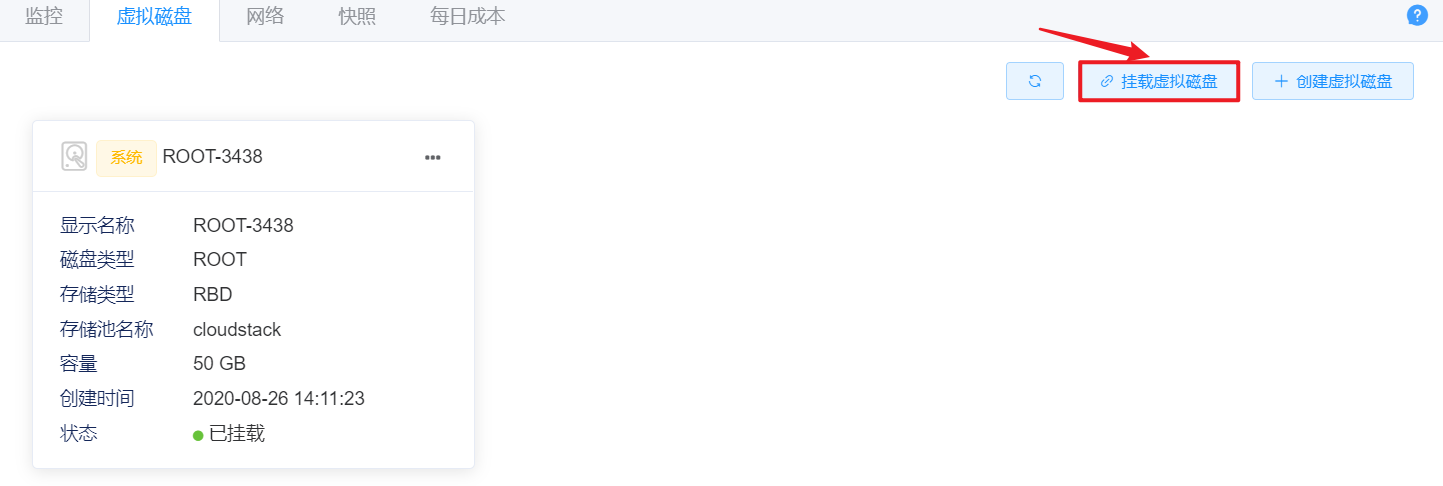 监控 虚拟磁盘 网络 快照 每日成本
挂载虚拟磁盘 创建虚拟磁盘
系统 ROOT-3438
显示名称 ROOT-3438
磁盘类型 ROOT
存储类型 RBD
存储池名称 cloudstack
容量 50 GB
创建时间 2020-08-26 14:11:23
状态 已挂载